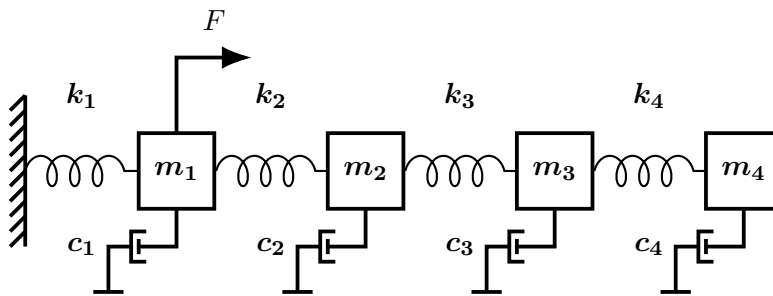 F
k₁ k₂ k₃ k₄
m₁ m₂ m₃ m₄
c₁ c₂ c₃ c₄